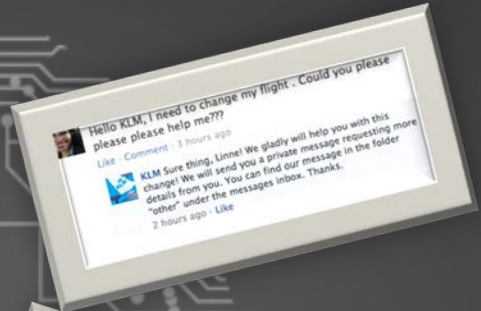 Hello KLM, I need to change my flight . Could you please
please please help me???
Like · Comment · 3 hours ago
KLM Sure thing, Linne! We gladly will help you with this
change! We will send you a private message requesting more
details from you. You can find our message in the folder
"other" under the messages inbox. Thanks.
2 hours ago · Like